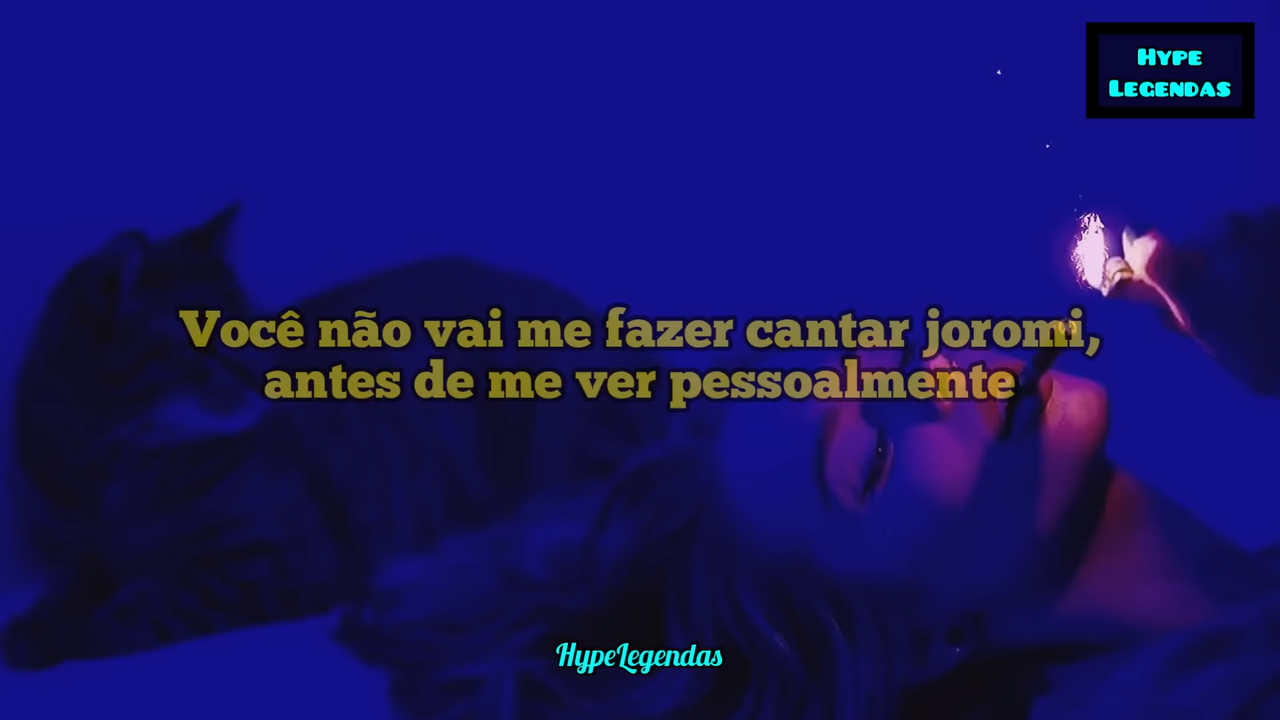 Hype
Legendas
Você não vai me fazer cantar joromi,
antes de me ver pessoalmente
HypeLegendas